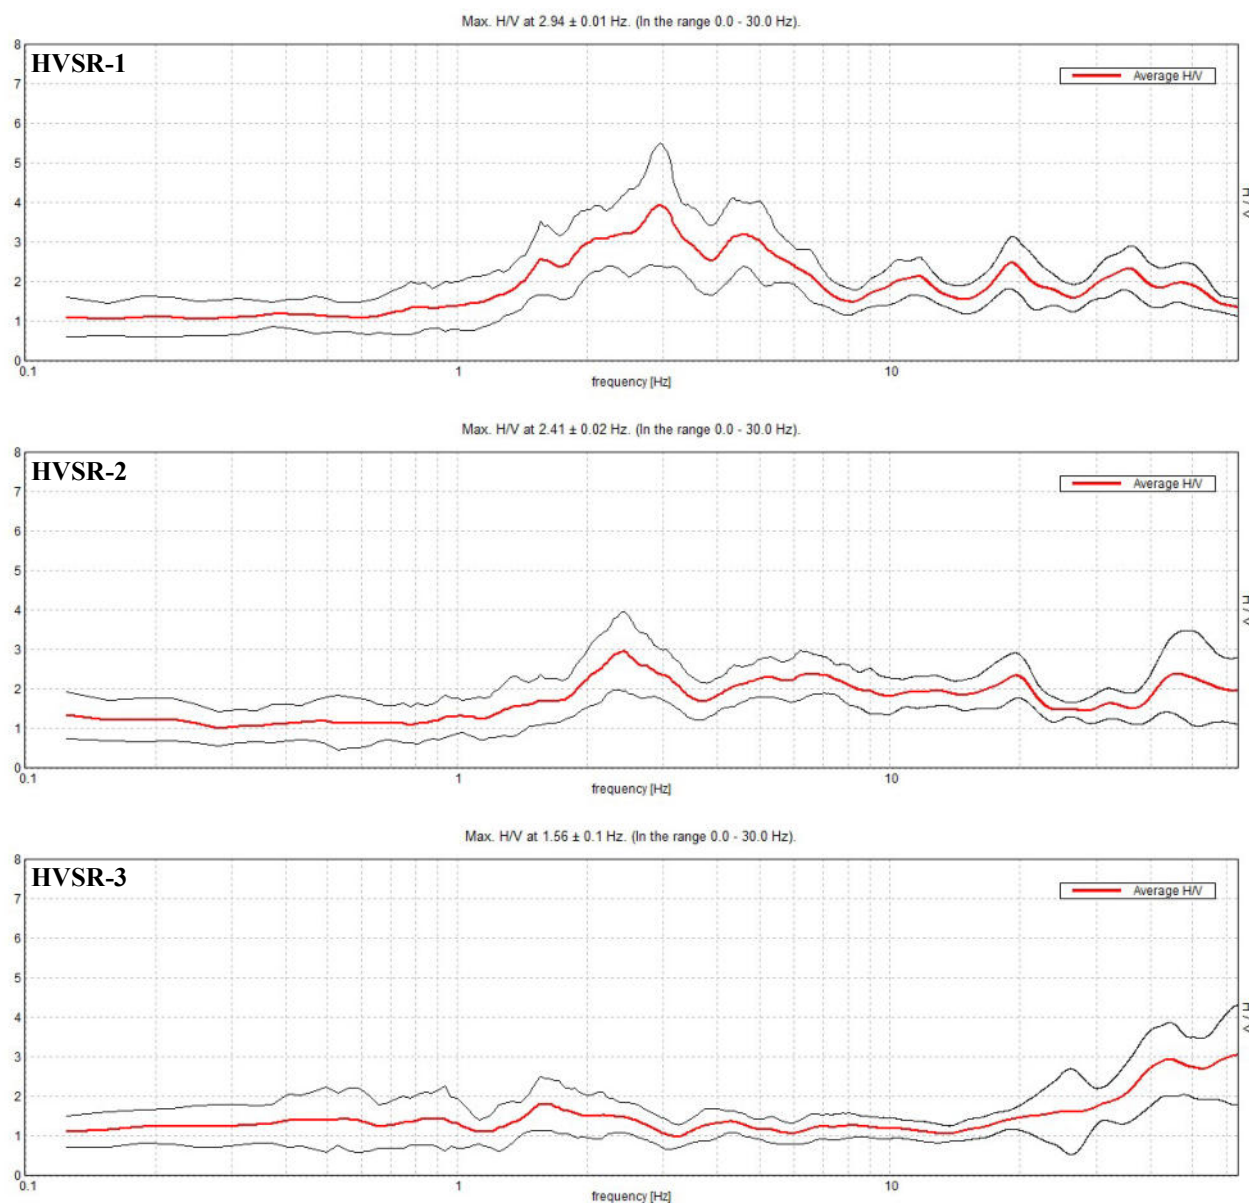 Max. H/V at 2.94 ± 0.01 Hz. (In the range 0.0 - 30.0 Hz).
8
HVSR-1
Average H/V
7
6
5
4
H/V
3
2
1
0
0.1 1 10
frequency [Hz]
Max. H/V at 2.41 ± 0.02 Hz. (In the range 0.0 - 30.0 Hz).
8
HVSR-2
Average H/V
7
6
5
4
H/V
3
2
1
0
0.1 1 10
frequency [Hz]
Max. H/V at 1.56 ± 0.1 Hz. (In the range 0.0 - 30.0 Hz).
8
HVSR-3
Average H/V
7
6
5
4
H/V
3
2
1
0
0.1 1 10
frequency [Hz]